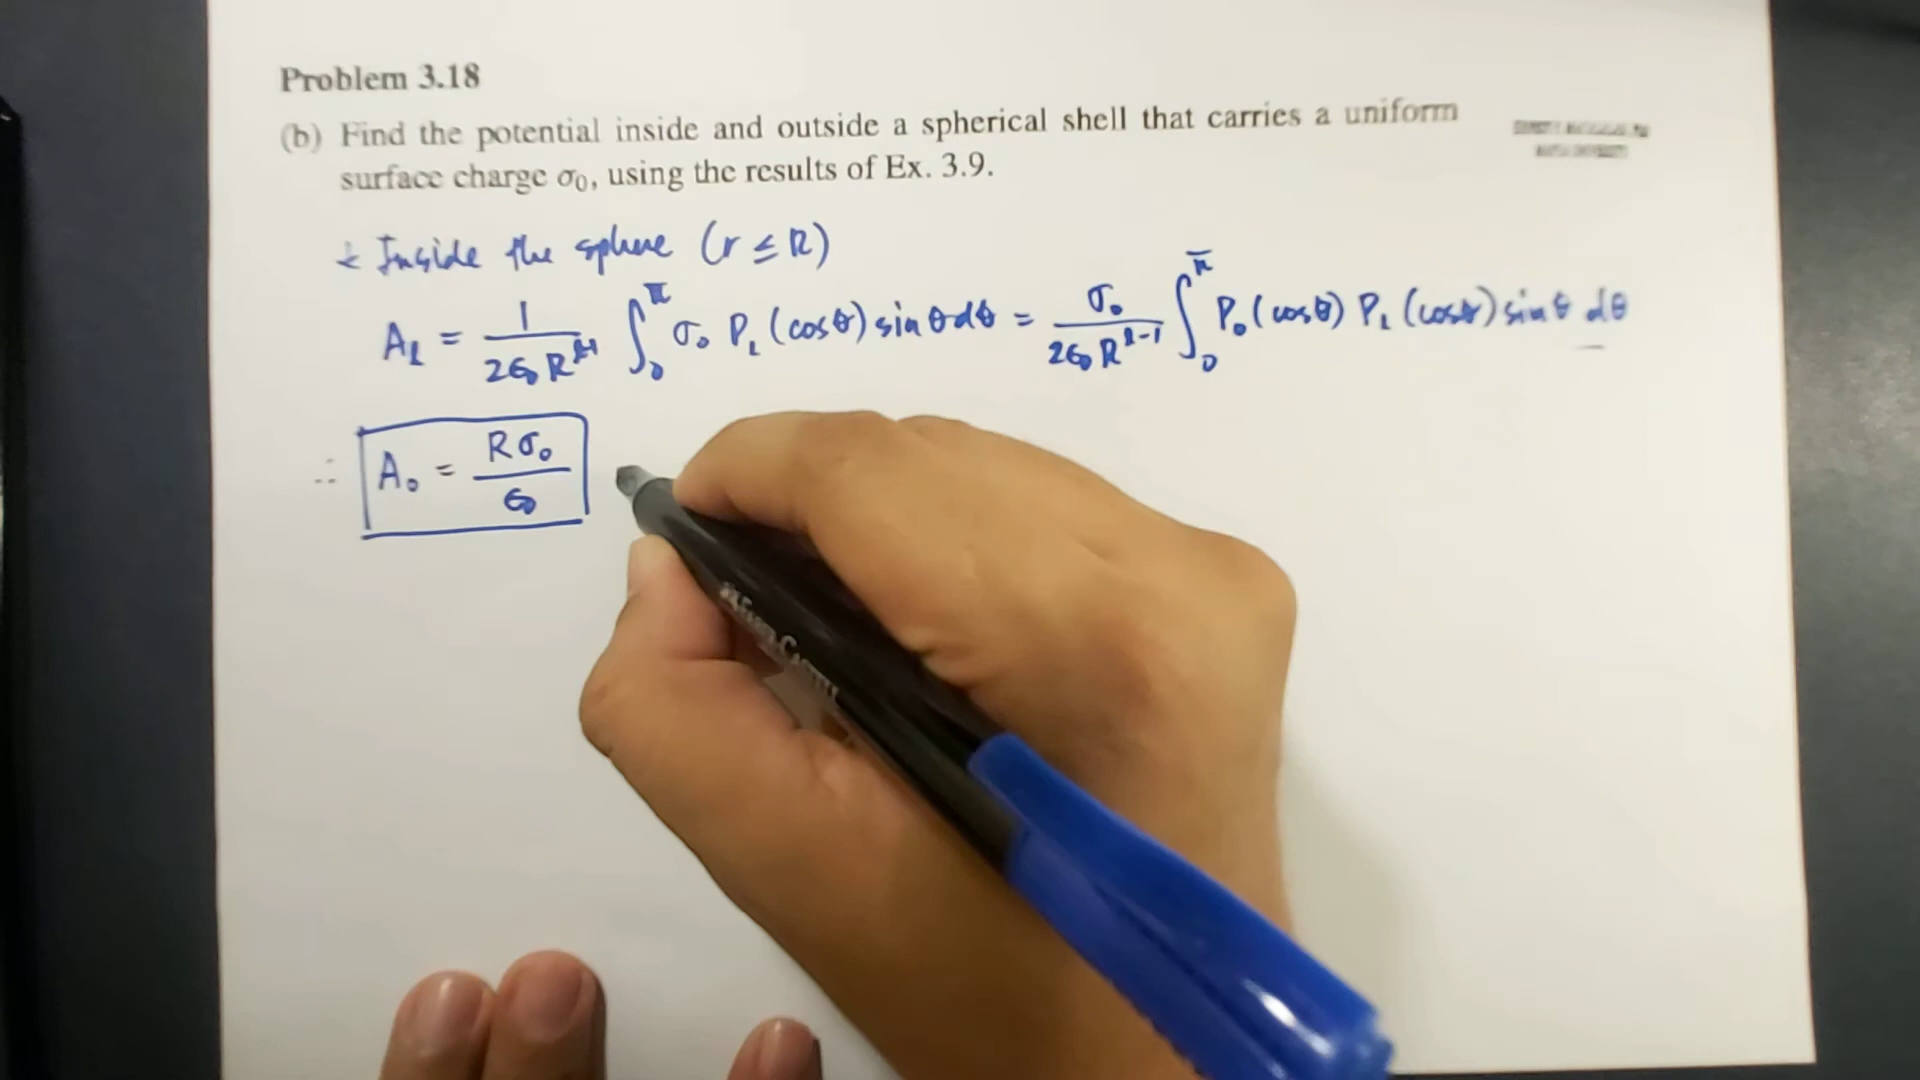 Problem 3.18
(b) Find the potential inside and outside a spherical shell that carries a uniform
surface charge σ₀, using the results of Ex. 3.9.
Inside the sphere (r ≤ R)
A_l = 1/(2ε₀ R^(l-1)) ∫₀^π σ₀ P_l (cosθ) sinθ dθ = σ₀/(2ε₀ R^(l-1)) ∫₀^π P₀(cosθ) P_l (cosθ) sinθ dθ
∴ A₀ = Rσ₀/ε₀